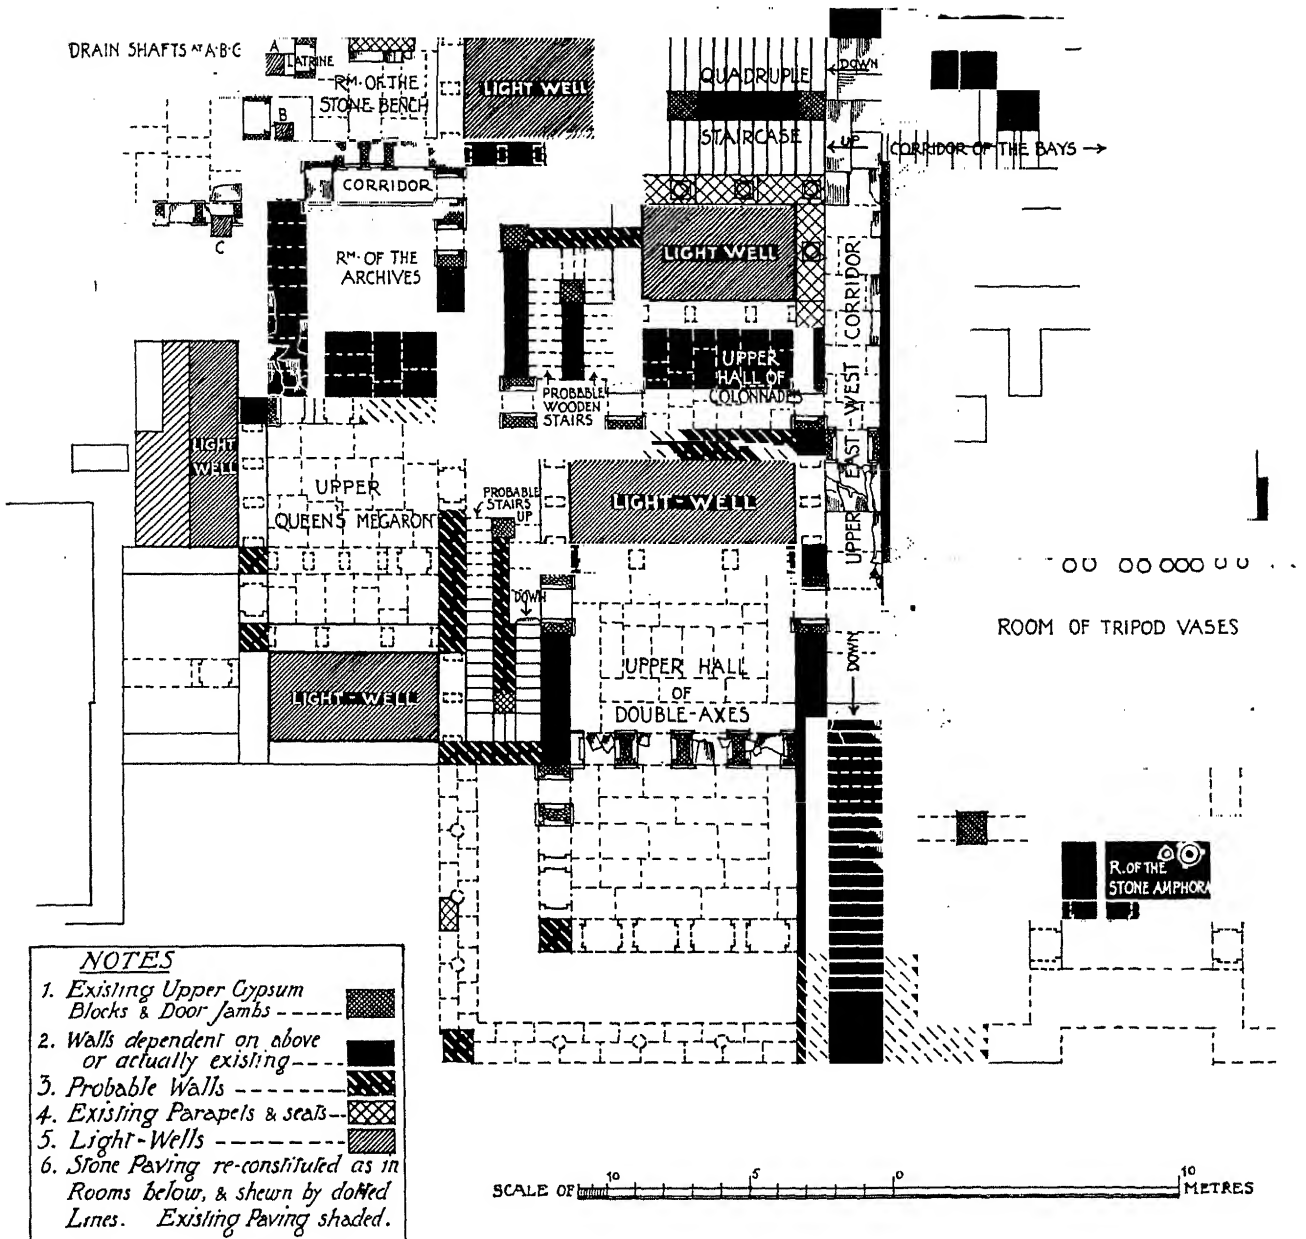 DRAIN SHAFTS AT A·B·C
A
LATRINE
B
C
RM. OF THE
STONE BENCH
LIGHT WELL
QUADRUPLE
STAIRCASE
DOWN
UP
CORRIDOR OF THE BAYS →
CORRIDOR
RM. OF THE
ARCHIVES
LIGHT WELL
UPPER EAST-WEST CORRIDOR
UPPER
HALL OF
COLONNADES
PROBABLE
WOODEN
STAIRS
LIGHT
WELL
UPPER
QUEENS MEGARON
PROBABLE
STAIRS
UP
DOWN
LIGHT-WELL
ROOM OF TRIPOD VASES
DOWN
UPPER HALL
OF
DOUBLE-AXES
LIGHT-WELL
R. OF THE
STONE AMPHORA
NOTES
1. Existing Upper Gypsum
Blocks & Door Jambs
2. Walls dependent on above
or actually existing
3. Probable Walls
4. Existing Parapets & seats
5. Light-Wells
6. Stone Paving re-constituted as in
Rooms below, & shewn by dotted
Lines. Existing Paving shaded.
SCALE OF 10 5 0 10 METRES